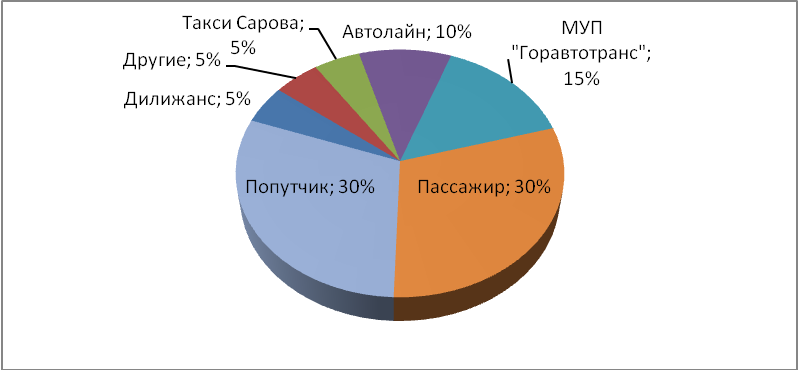 Такси Сарова;
5%
Автолайн; 10%
МУП
"Горавтотранс";
15%
Другие; 5%
Дилижанс; 5%
Попутчик; 30%
Пассажир; 30%